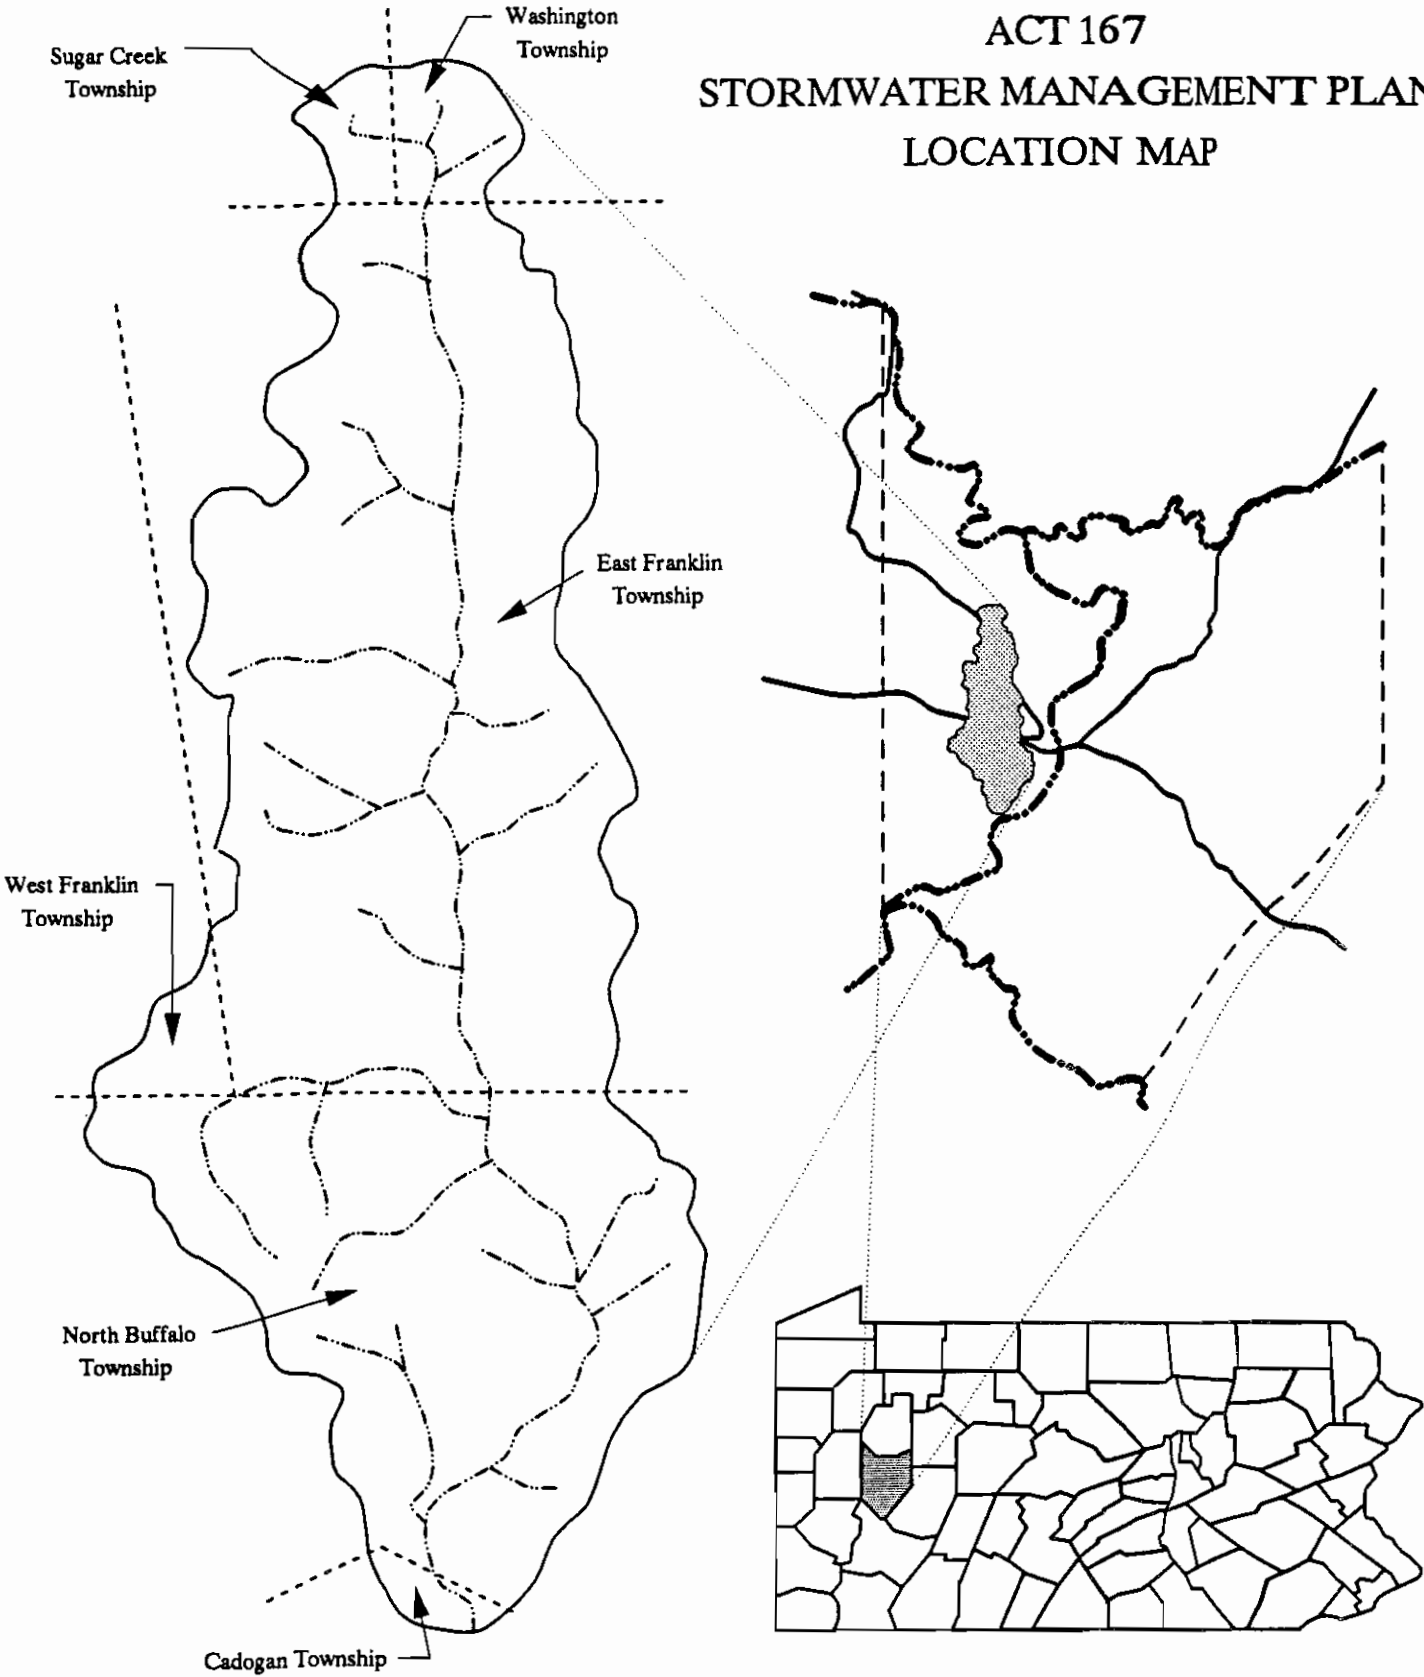 ACT 167
STORMWATER MANAGEMENT PLAN
LOCATION MAP
Washington
Township
Sugar Creek
Township
East Franklin
Township
West Franklin
Township
North Buffalo
Township
Cadogan Township